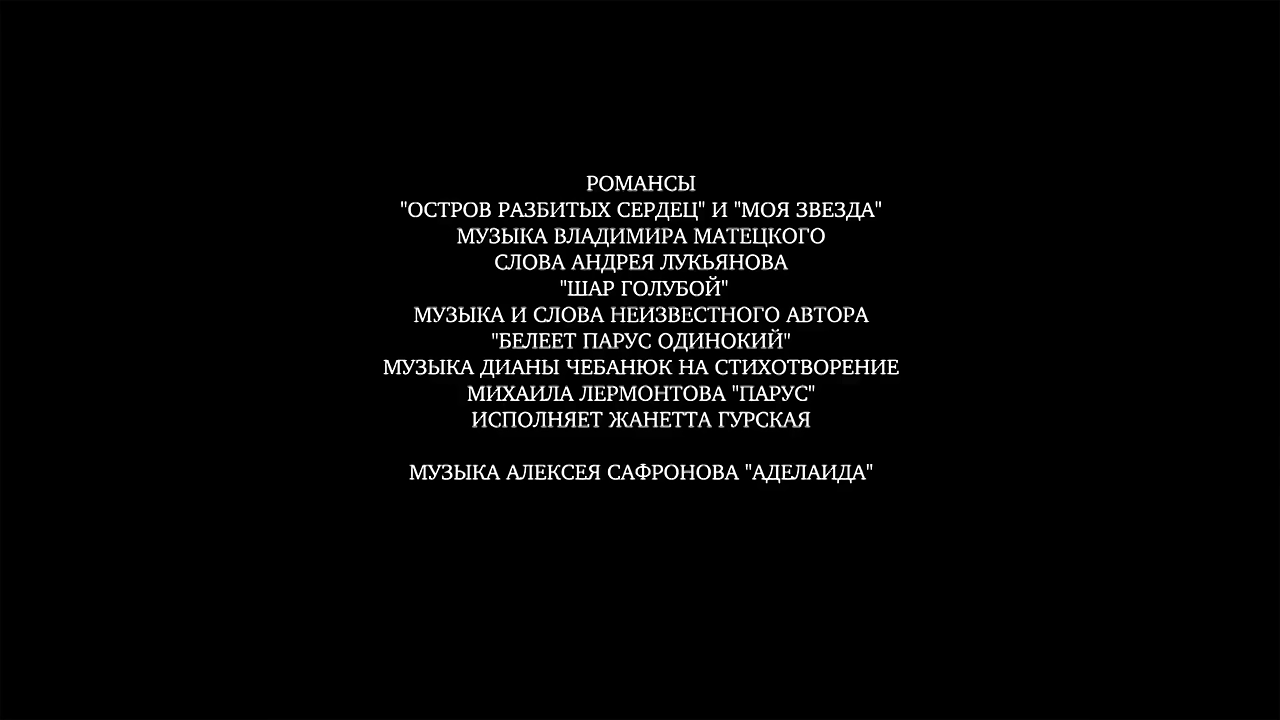 РОМАНСЫ
"ОСТРОВ РАЗБИТЫХ СЕРДЕЦ" И "МОЯ ЗВЕЗДА"
МУЗЫКА ВЛАДИМИРА МАТЕЦКОГО
СЛОВА АНДРЕЯ ЛУКЬЯНОВА
"ШАР ГОЛУБОЙ"
МУЗЫКА И СЛОВА НЕИЗВЕСТНОГО АВТОРА
"БЕЛЕЕТ ПАРУС ОДИНОКИЙ"
МУЗЫКА ДИАНЫ ЧЕБАНЮК НА СТИХОТВОРЕНИЕ
МИХАИЛА ЛЕРМОНТОВА "ПАРУС"
ИСПОЛНЯЕТ ЖАНЕТТА ГУРСКАЯ
МУЗЫКА АЛЕКСЕЯ САФРОНОВА "АДЕЛАИДА"